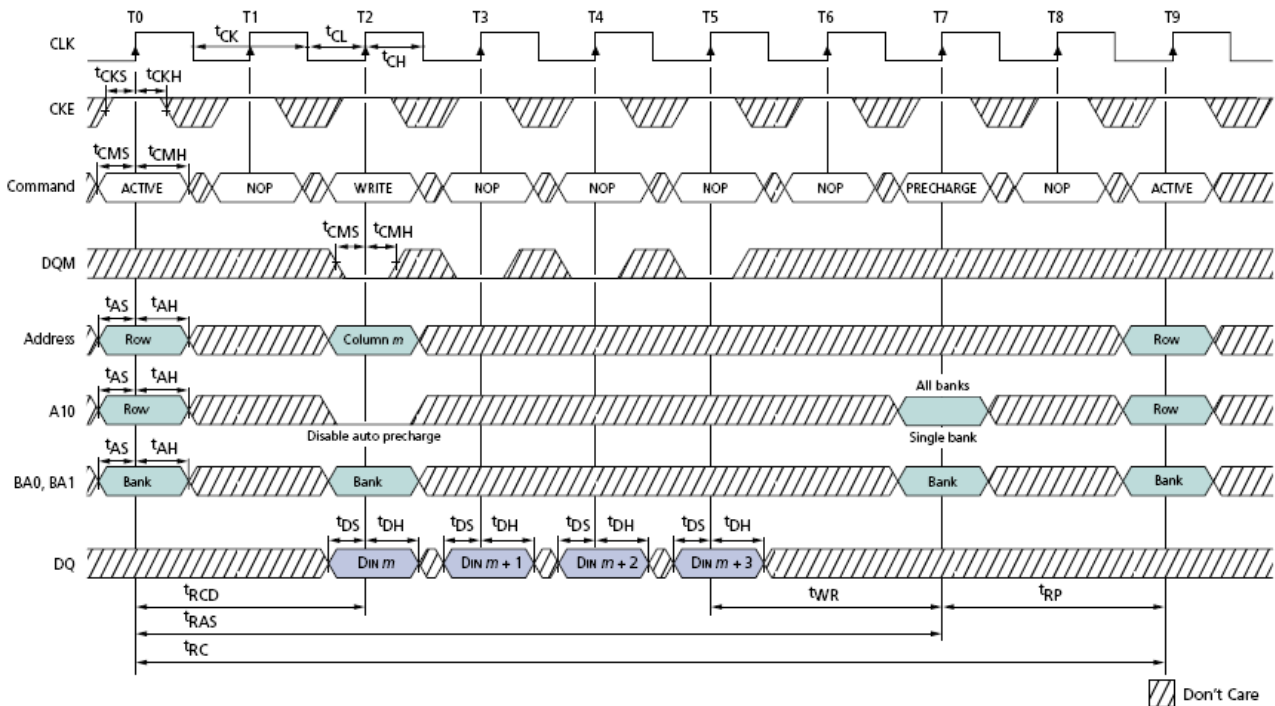 T0 T1 T2 T3 T4 T5 T6 T7 T8 T9
CLK
tCK tCL
tCH
tCKS tCKH
CKE
tCMS tCMH
Command ACTIVE NOP WRITE NOP NOP NOP NOP PRECHARGE NOP ACTIVE
tCMS tCMH
DQM
tAS tAH
Address Row Column m Row
tAS tAH
All banks
A10 Row Row
Disable auto precharge Single bank
tAS tAH
BA0, BA1 Bank Bank Bank Bank
tDS tDH tDS tDH tDS tDH tDS tDH
DQ DIN m DIN m + 1 DIN m + 2 DIN m + 3
tRCD tWR tRP
tRAS
tRC
Don't Care